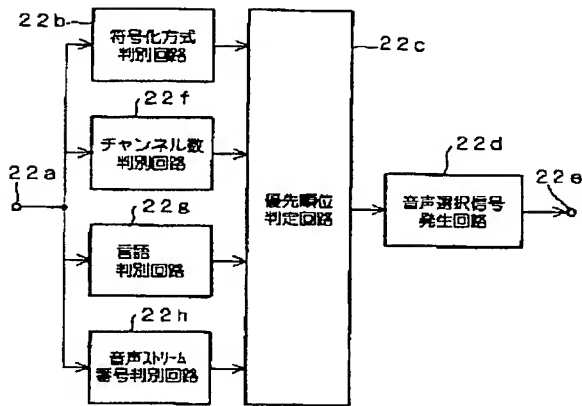 22b
符号化方式
判別回路
22c
22f
チャンネル数
判別回路
22d
22a
22e
優先順位
判定回路
音声選択信号
発生回路
22g
言語
判別回路
22h
音声ストリーム
番号判別回路